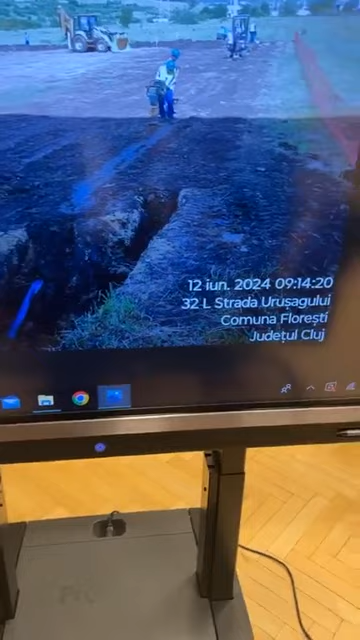 12 iun. 2024 09:14:20
32 L Strada Urușagului
Comuna Florești
Județul Cluj